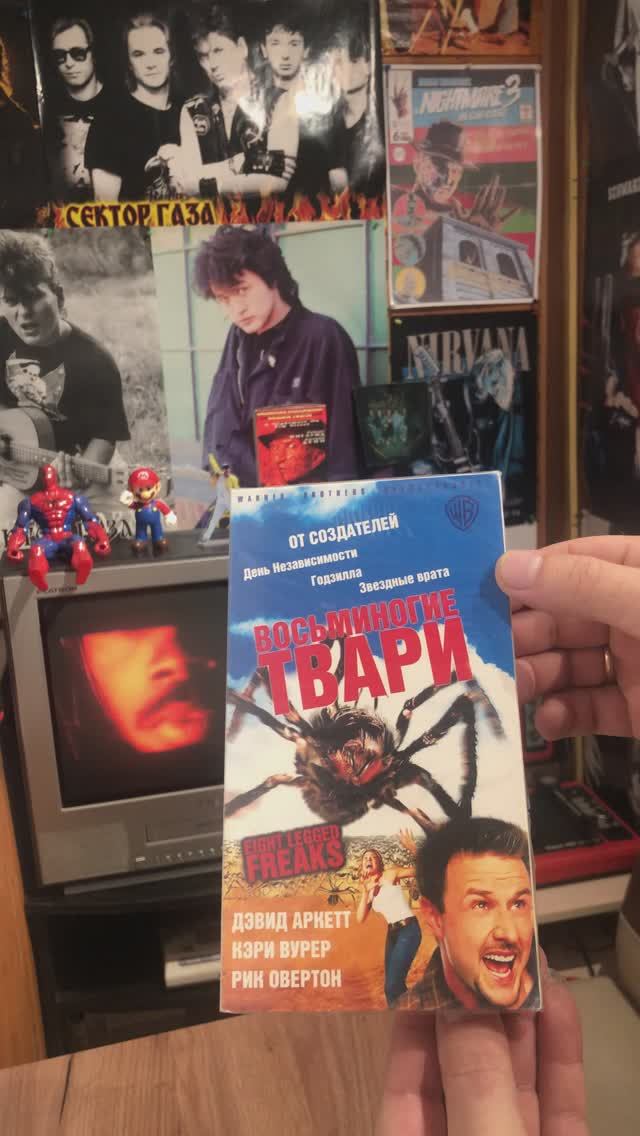 СЕКТОР ГАЗА
NIGHTMARE 3
NIRVANA
WARNER BROTHERS
WB
ОТ СОЗДАТЕЛЕЙ
День Независимости
Годзилла
Звездные врата
ВОСЬМИНОГИЕ
ТВАРИ
EIGHT LEGGED
FREAKS
ДЭВИД АРКЕТТ
КЭРИ ВУРЕР
РИК ОВЕРТОН